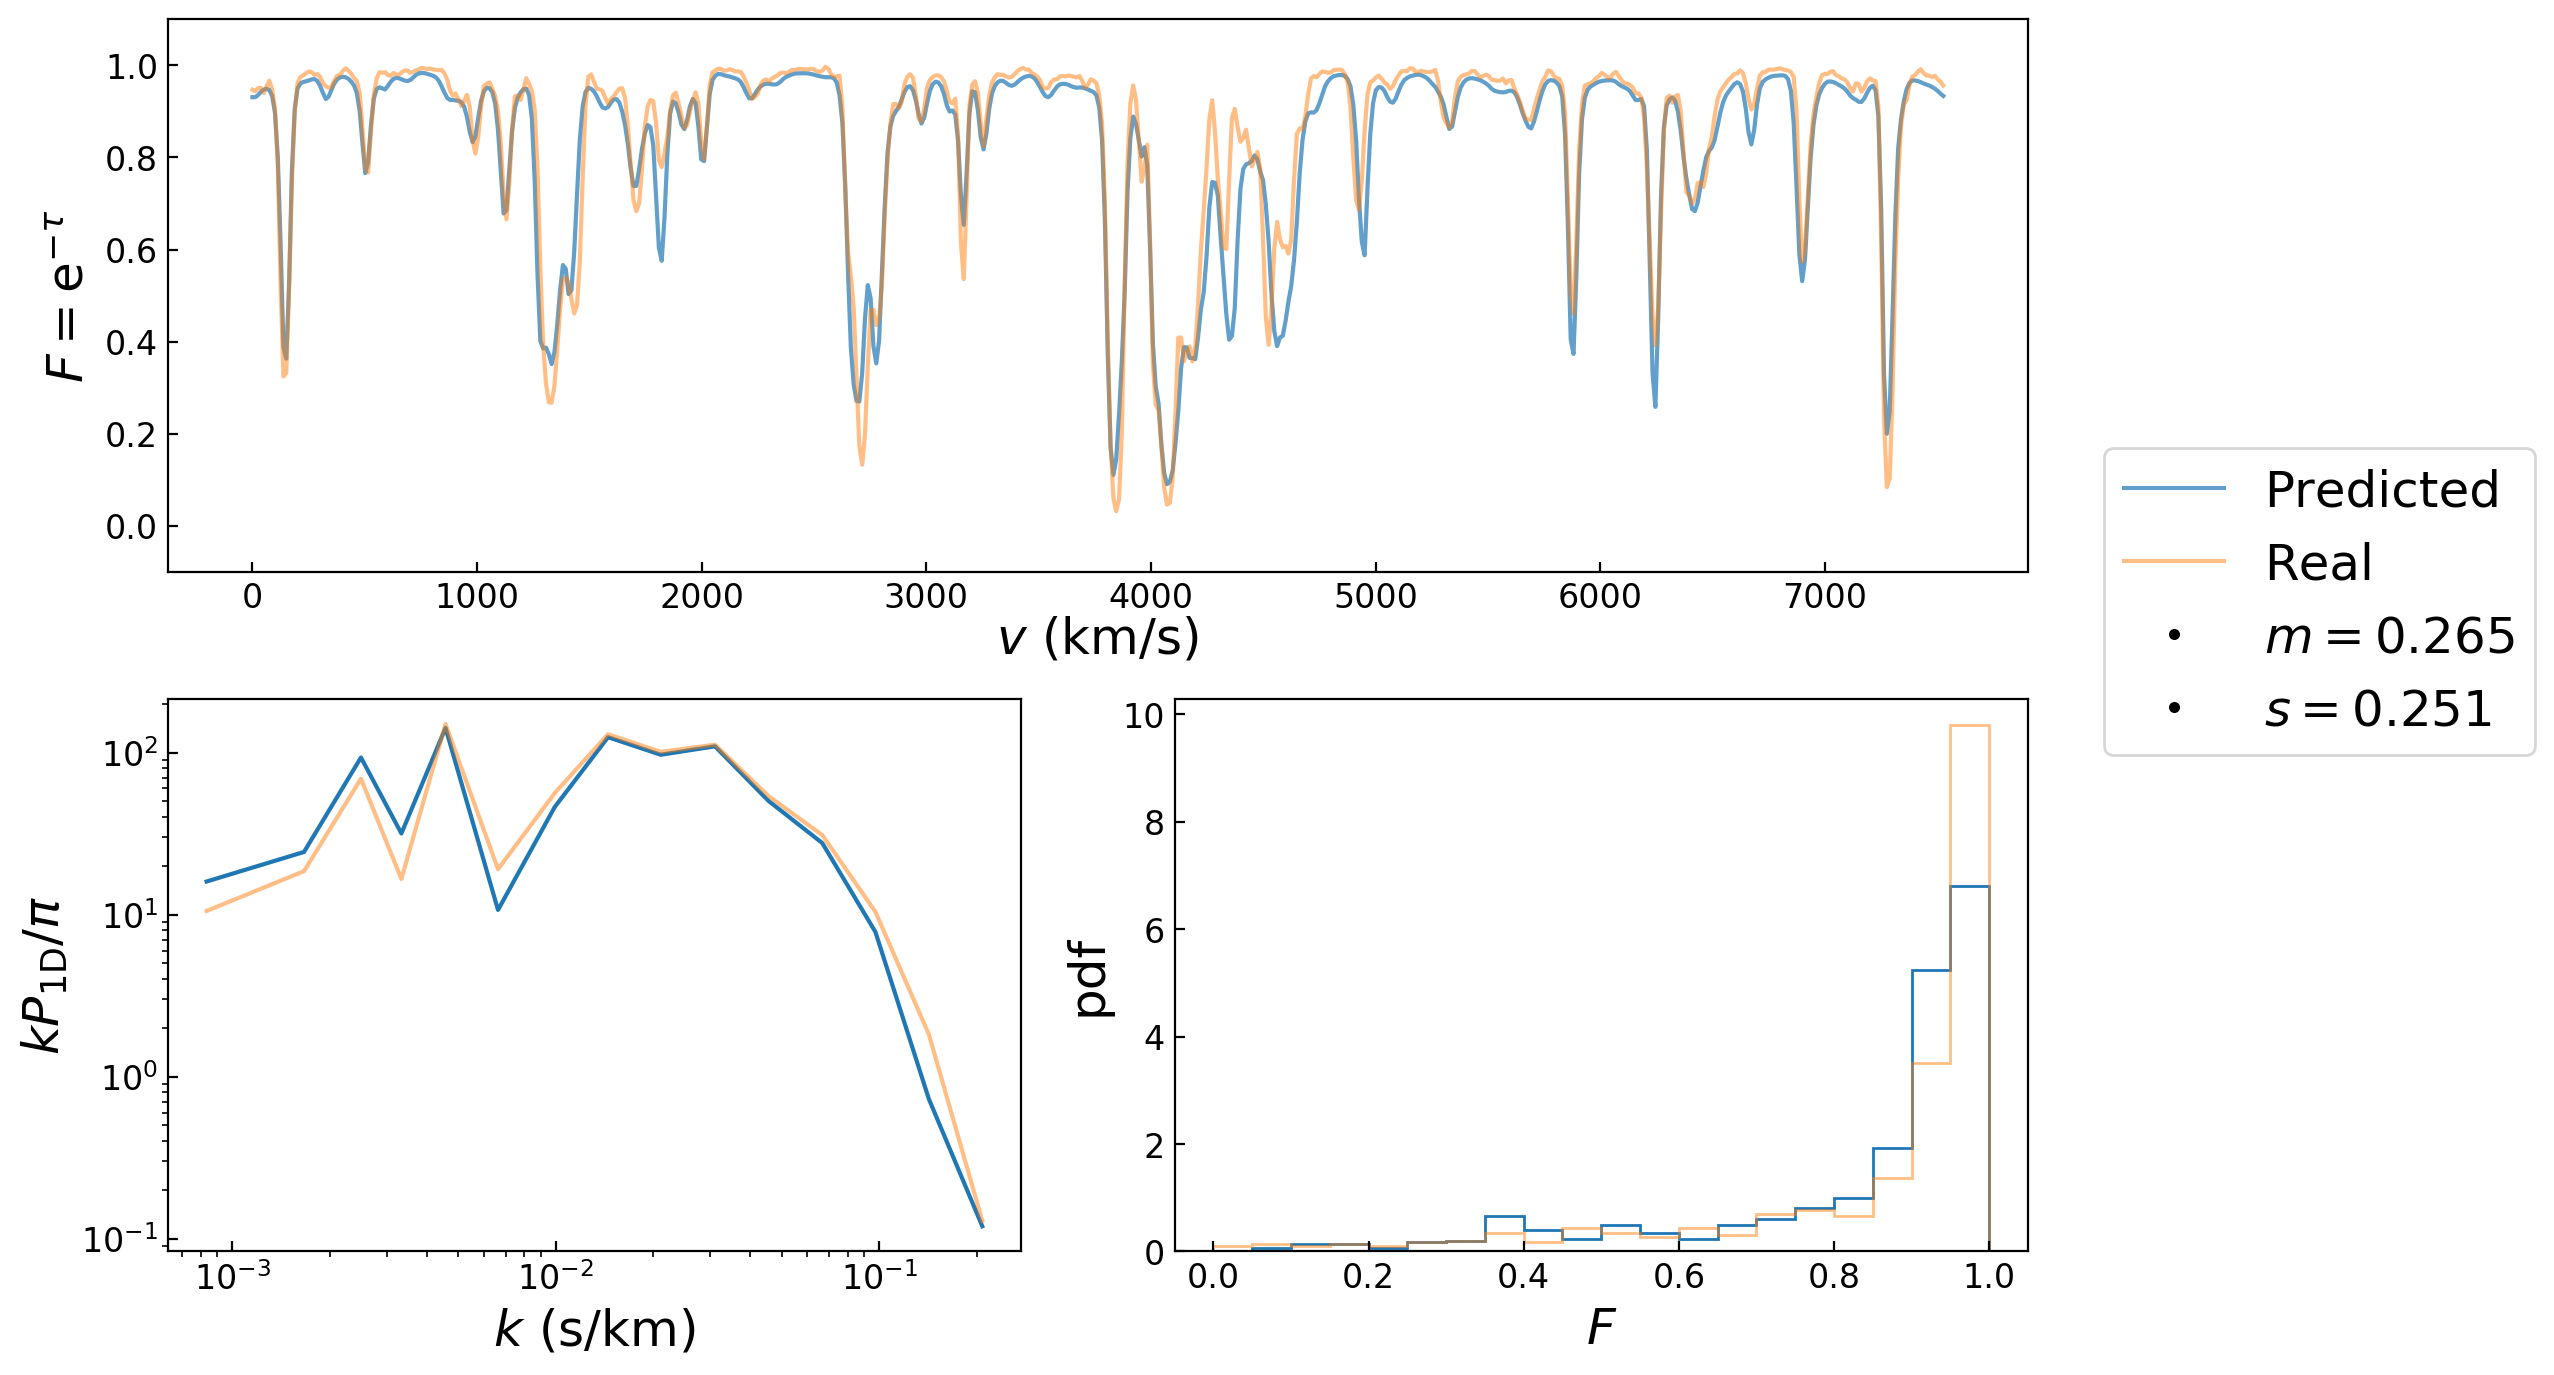 1.0
0.8
0.6
0.4
0.2
0.0
F = e^{−τ}
0 1000 2000 3000 4000 5000 6000 7000
v (km/s)
Predicted
Real
m = 0.265
s = 0.251
10^2
10^1
10^0
10^{−1}
kP_{1D}/π
10^{−3} 10^{−2} 10^{−1}
k (s/km)
10
8
6
4
2
0
pdf
0.0 0.2 0.4 0.6 0.8 1.0
F